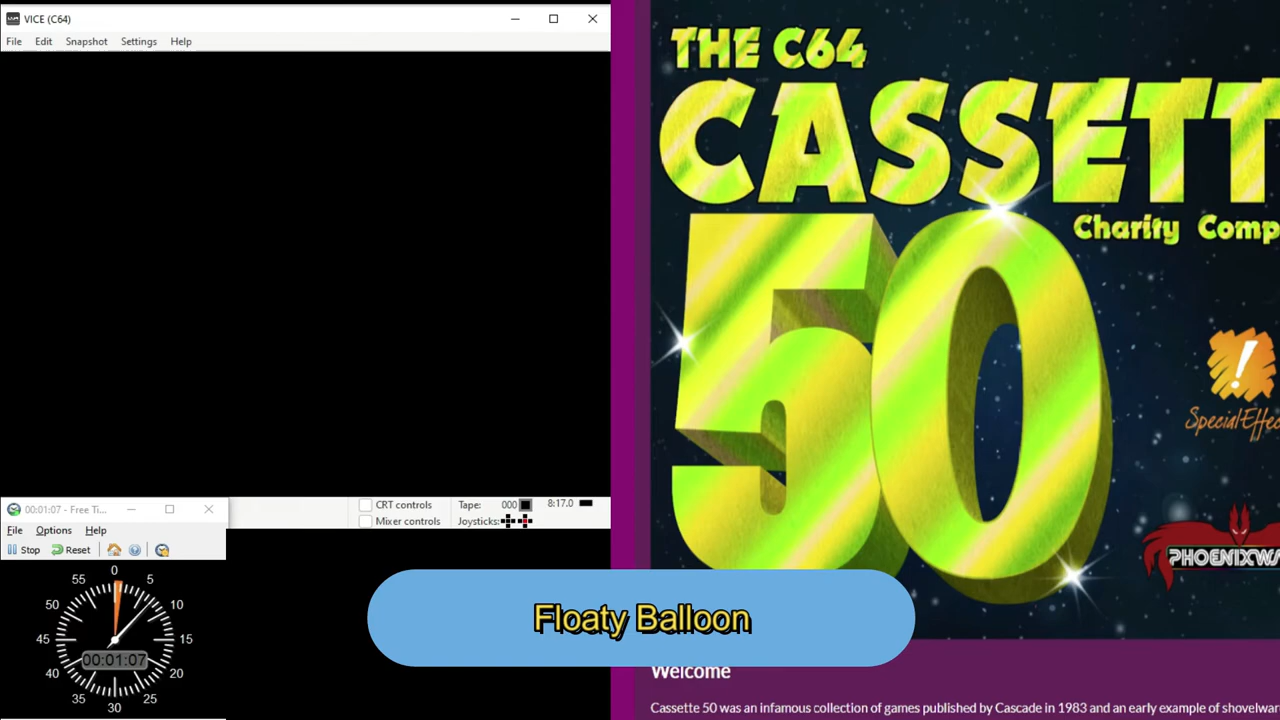 VICE (C64)
File Edit Snapshot Settings Help
CRT controls
Mixer controls
Tape: 000
Joysticks:
8:17.0
00:01:07 - Free Ti...
File Options Help
Stop Reset
0
5
10
15
20
25
30
35
40
45
50
55
00:01:07
THE C64
CASSETT
Charity Comp
50
!
SpecialEffec
PHOENIXWA
Floaty Balloon
Welcome
Cassette 50 was an infamous collection of games published by Cascade in 1983 and an early example of shovelwar